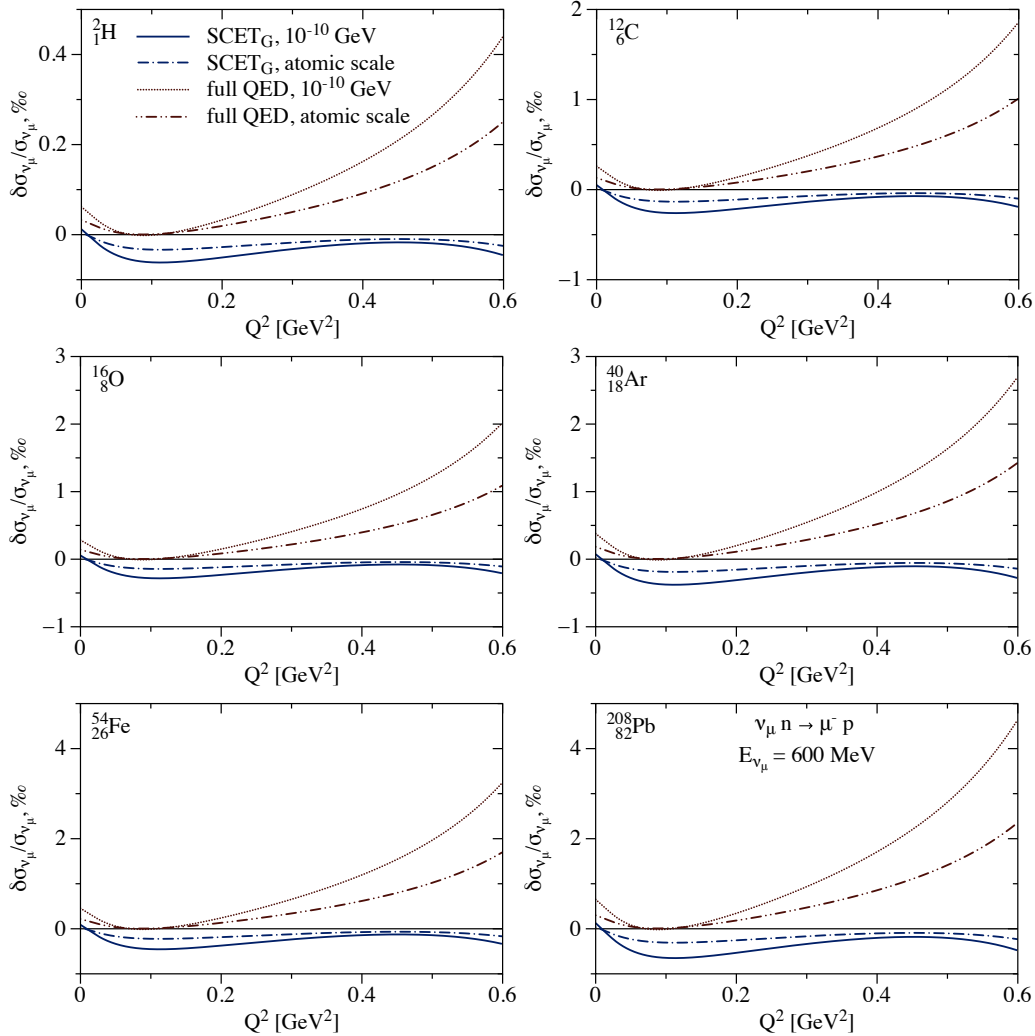 ²₁H
SCET_G, 10⁻¹⁰ GeV
SCET_G, atomic scale
full QED, 10⁻¹⁰ GeV
full QED, atomic scale
δσ_νμ/σ_νμ, ‰
0.4
0.2
0
0 0.2 0.4 0.6
Q² [GeV²]
¹²₆C
δσ_νμ/σ_νμ, ‰
2
1
0
−1
0 0.2 0.4 0.6
Q² [GeV²]
¹⁶₈O
δσ_νμ/σ_νμ, ‰
3
2
1
0
−1
0 0.2 0.4 0.6
Q² [GeV²]
⁴⁰₁₈Ar
δσ_νμ/σ_νμ, ‰
3
2
1
0
−1
0 0.2 0.4 0.6
Q² [GeV²]
⁵⁴₂₆Fe
δσ_νμ/σ_νμ, ‰
4
2
0
0 0.2 0.4 0.6
Q² [GeV²]
²⁰⁸₈₂Pb
ν_μ n → μ⁻ p
E_νμ = 600 MeV
δσ_νμ/σ_νμ, ‰
4
2
0
0 0.2 0.4 0.6
Q² [GeV²]